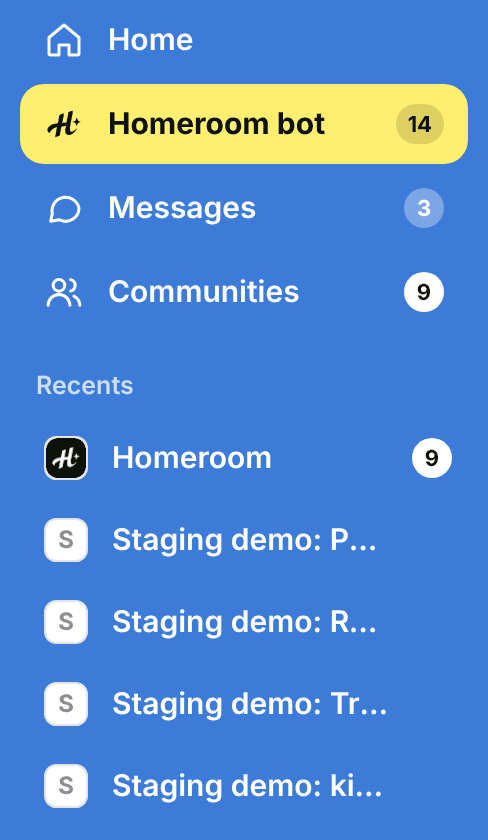 Home
Homeroom bot 14
Messages 3
Communities 9
Recents
Homeroom 9
S Staging demo: P...
S Staging demo: R...
S Staging demo: Tr...
S Staging demo: ki...